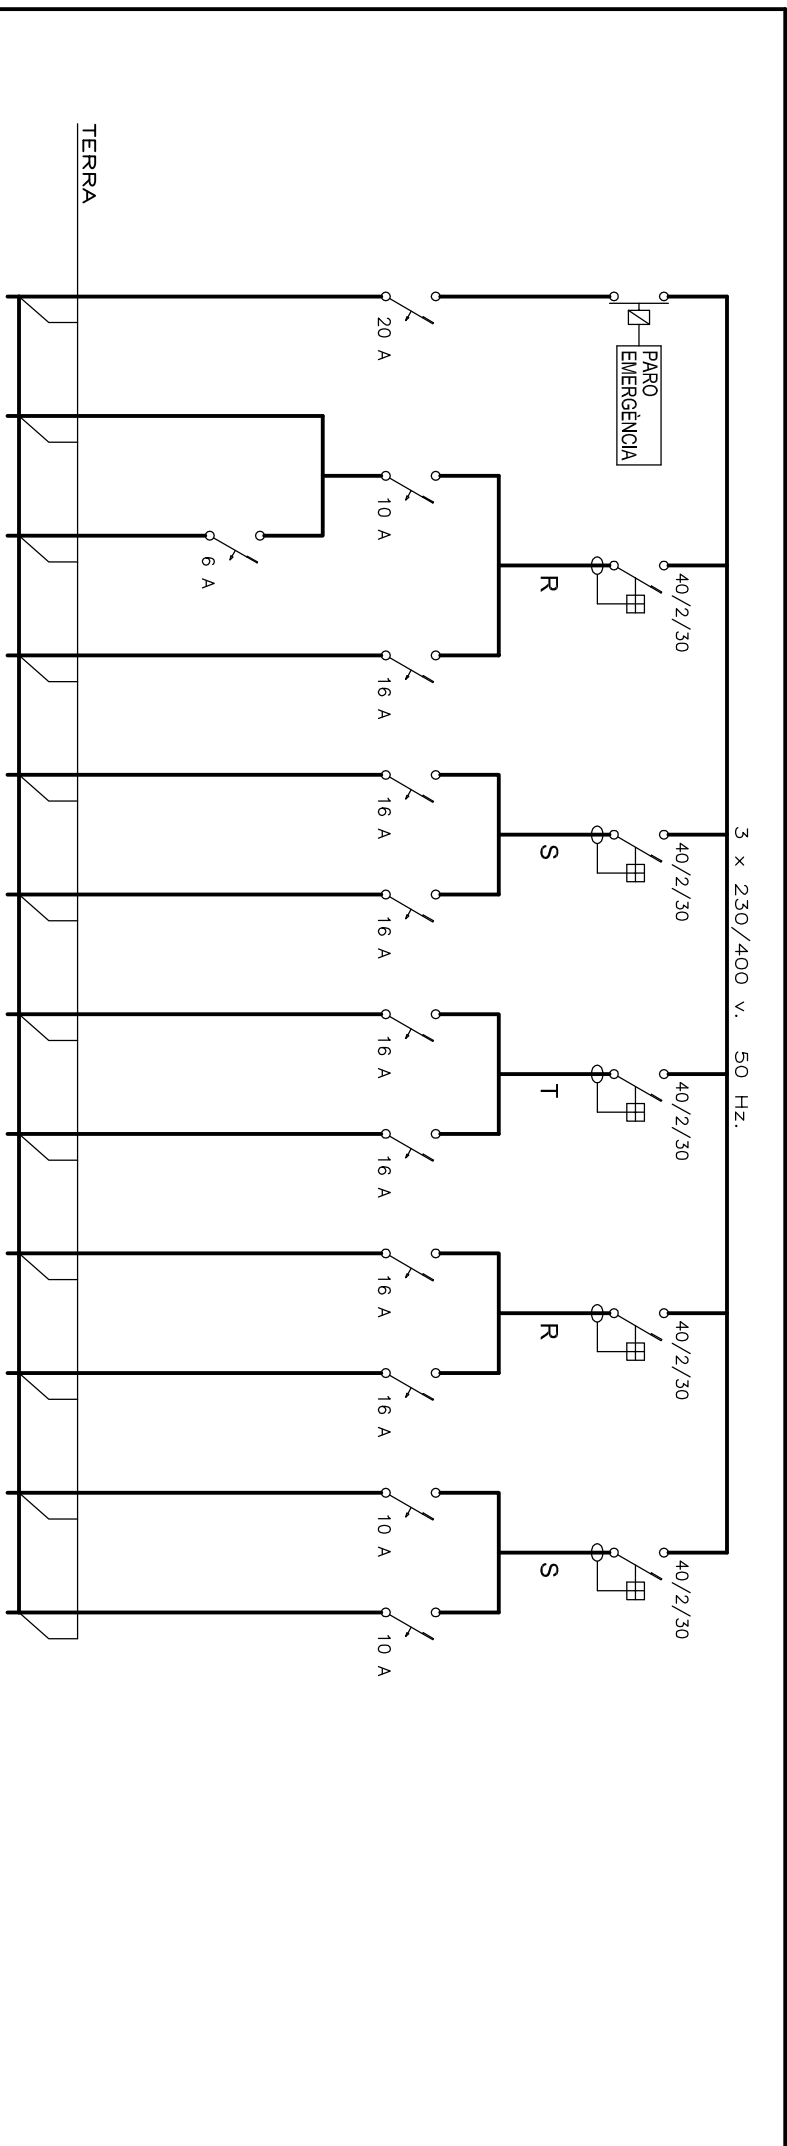 3 x 230/400 v. 50 Hz.
40/2/30
40/2/30
40/2/30
40/2/30
40/2/30
PARO
EMERGÈNCIA
R
S
T
R
S
20 A
10 A
16 A
16 A
16 A
16 A
16 A
16 A
16 A
10 A
10 A
6 A
TERRA